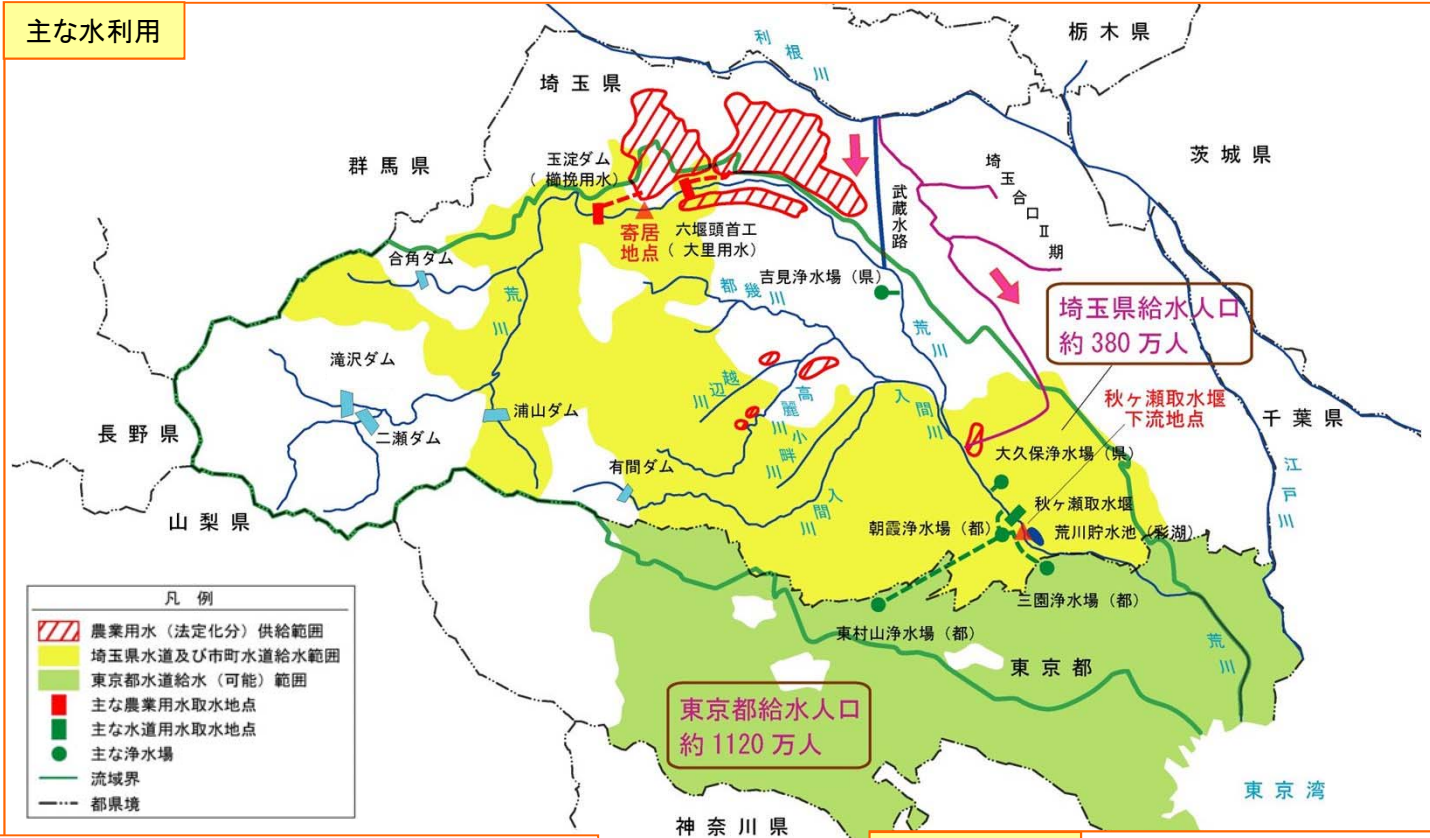 主な水利用
栃木県
利根川
埼玉県
群馬県
茨城県
玉淀ダム
（櫛挽用水）
寄居
地点
六堰頭首工
（大里用水）
武蔵水路
埼玉合口Ⅱ期
合角ダム
吉見浄水場（県）
都幾川
荒川
荒川
埼玉県給水人口
約380万人
滝沢ダム
越辺川
高麗川
小畔川
入間川
秋ヶ瀬取水堰
下流地点
浦山ダム
二瀬ダム
長野県
千葉県
大久保浄水場（県）
有間ダム
入間川
江戸川
秋ヶ瀬取水堰
山梨県
朝霞浄水場（都）
荒川貯水池（彩湖）
三園浄水場（都）
東村山浄水場（都）
荒川
東京都
東京都給水人口
約1120万人
東京湾
神奈川県
凡例
農業用水（法定化分）供給範囲
埼玉県水道及び市町水道給水範囲
東京都水道給水（可能）範囲
主な農業用水取水地点
主な水道用水取水地点
主な浄水場
流域界
都県境